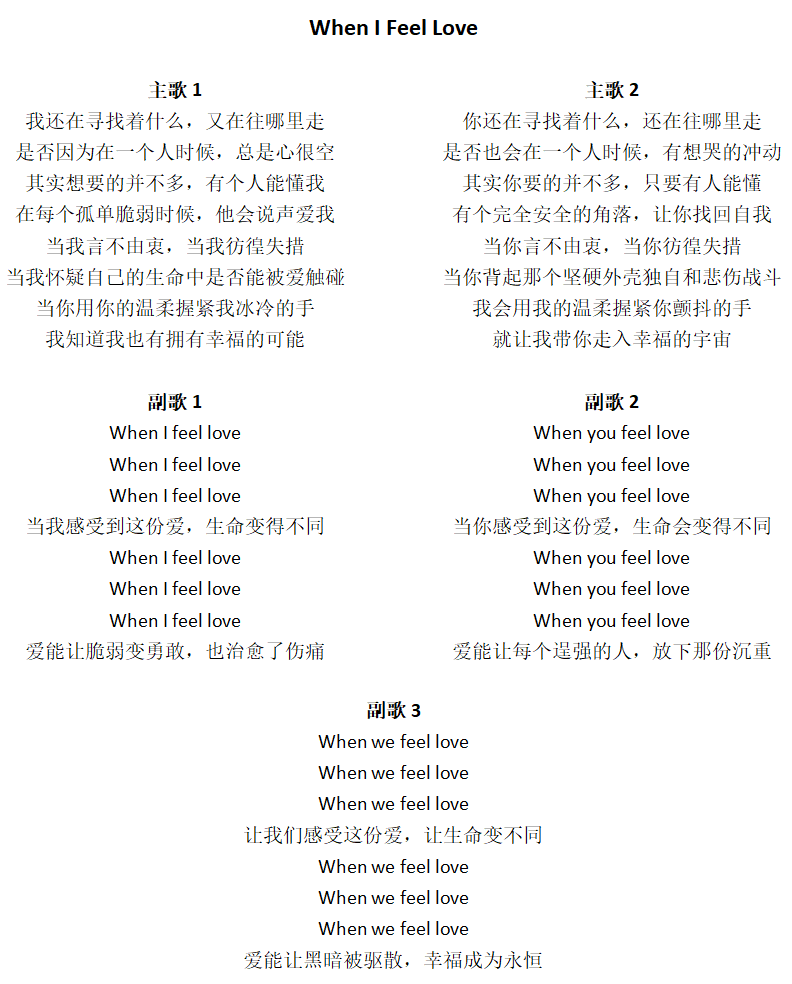 When I Feel Love
主歌 1
我还在寻找着什么，又在往哪里走
是否因为在一个人时候，总是心很空
其实想要的并不多，有个人能懂我
在每个孤单脆弱时候，他会说声爱我
当我言不由衷，当我彷徨失措
当我怀疑自己的生命中是否能被爱触碰
当你用你的温柔握紧我冰冷的手
我知道我也有拥有幸福的可能
主歌 2
你还在寻找着什么，还在往哪里走
是否也会在一个人时候，有想哭的冲动
其实你要的并不多，只要有人能懂
有个完全安全的角落，让你找回自我
当你言不由衷，当你彷徨失措
当你背起那个坚硬外壳独自和悲伤战斗
我会用我的温柔握紧你颤抖的手
就让我带你走入幸福的宇宙
副歌 1
When I feel love
When I feel love
When I feel love
当我感受到这份爱，生命变得不同
When I feel love
When I feel love
When I feel love
爱能让脆弱变勇敢，也治愈了伤痛
副歌 2
When you feel love
When you feel love
When you feel love
当你感受到这份爱，生命会变得不同
When you feel love
When you feel love
When you feel love
爱能让每个逞强的人，放下那份沉重
副歌 3
When we feel love
When we feel love
When we feel love
让我们感受这份爱，让生命变不同
When we feel love
When we feel love
When we feel love
爱能让黑暗被驱散，幸福成为永恒